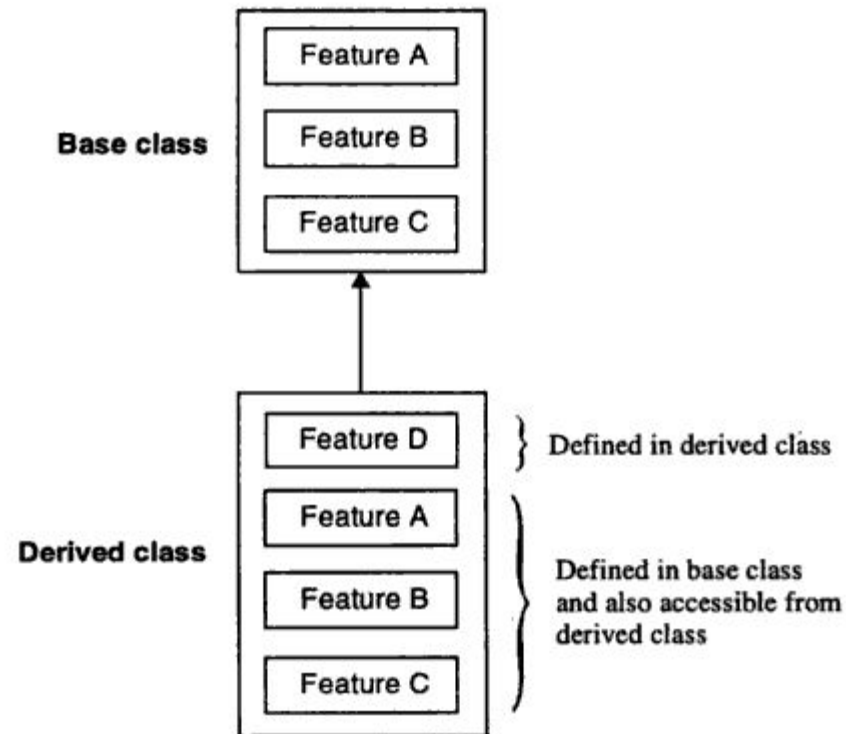 Feature A
Base class
Feature B
Feature C
Feature D
Defined in derived class
Feature A
Derived class
Feature B
Defined in base class
and also accessible from
derived class
Feature C